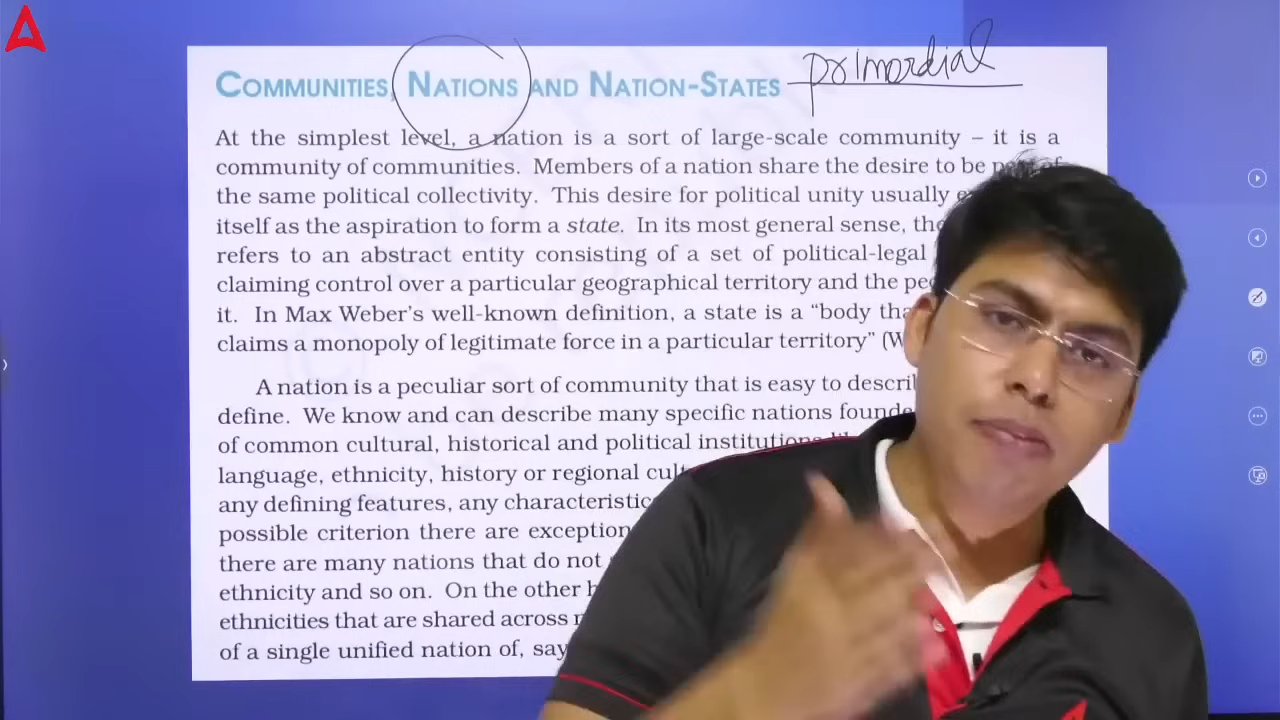 COMMUNITIES, NATIONS AND NATION-STATES primordial
At the simplest level, a nation is a sort of large-scale community – it is a
community of communities. Members of a nation share the desire to be
the same political collectivity. This desire for political unity usually
itself as the aspiration to form a state. In its most general sense, the
refers to an abstract entity consisting of a set of political-legal
claiming control over a particular geographical territory and the
it. In Max Weber's well-known definition, a state is a “body
claims a monopoly of legitimate force in a particular territory”
A nation is a peculiar sort of community that is easy to
define. We know and can describe many specific nations
of common cultural, historical and political institutions
language, ethnicity, history or regional
any defining features, any
possible criterion there are
there are many nations that do not
ethnicity and so on. On the other
ethnicities that are shared across
of a single unified nation of, say